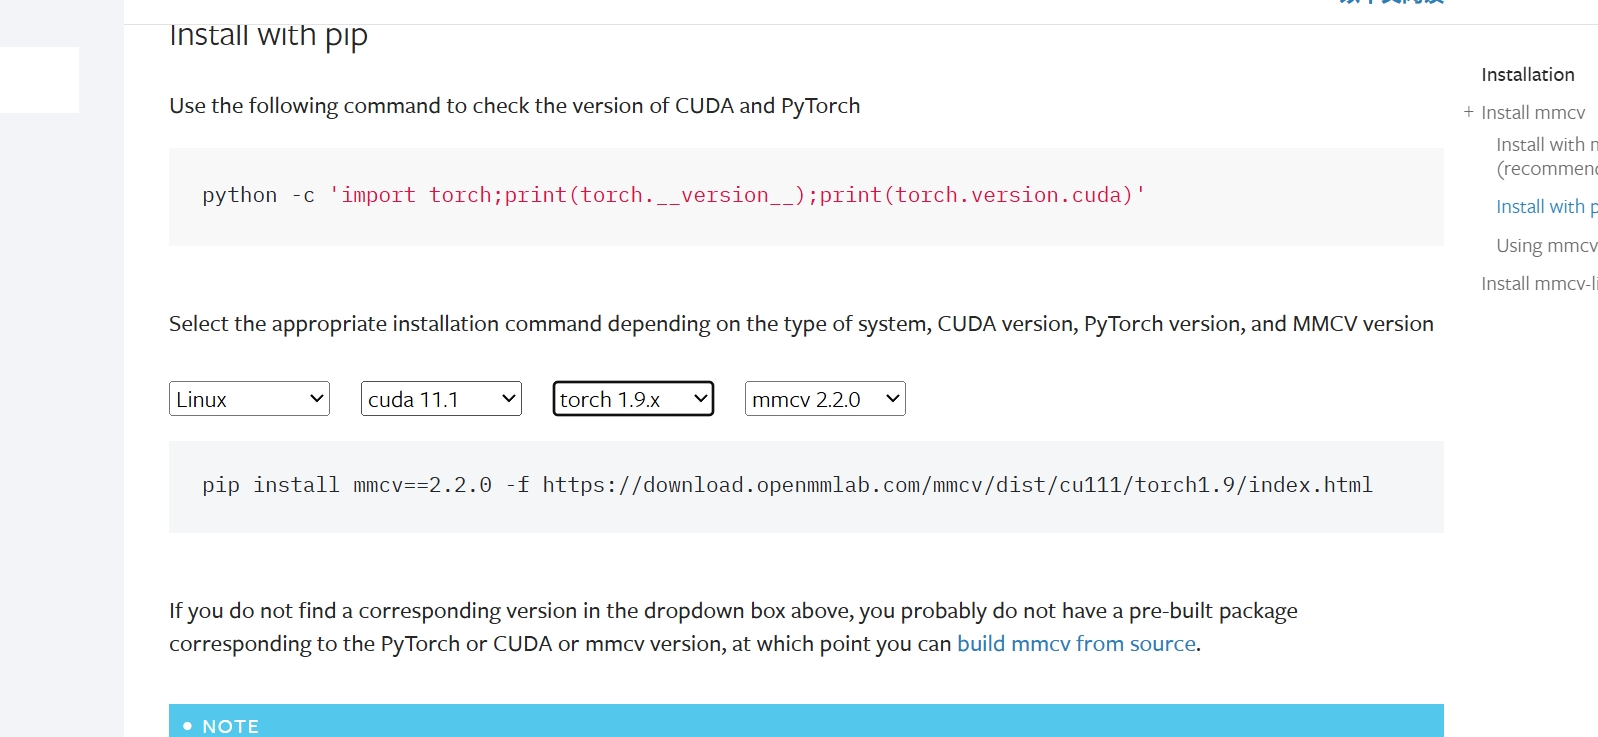 Install with pip
Use the following command to check the version of CUDA and PyTorch
python -c 'import torch;print(torch.__version__);print(torch.version.cuda)'
Select the appropriate installation command depending on the type of system, CUDA version, PyTorch version, and MMCV version
Linux cuda 11.1 torch 1.9.x mmcv 2.2.0
pip install mmcv==2.2.0 -f https://download.openmmlab.com/mmcv/dist/cu111/torch1.9/index.html
If you do not find a corresponding version in the dropdown box above, you probably do not have a pre-built package
corresponding to the PyTorch or CUDA or mmcv version, at which point you can build mmcv from source.
• NOTE
Installation
+ Install mmcv
Install with
(recommen
Install with p
Using mmcv
Install mmcv-li